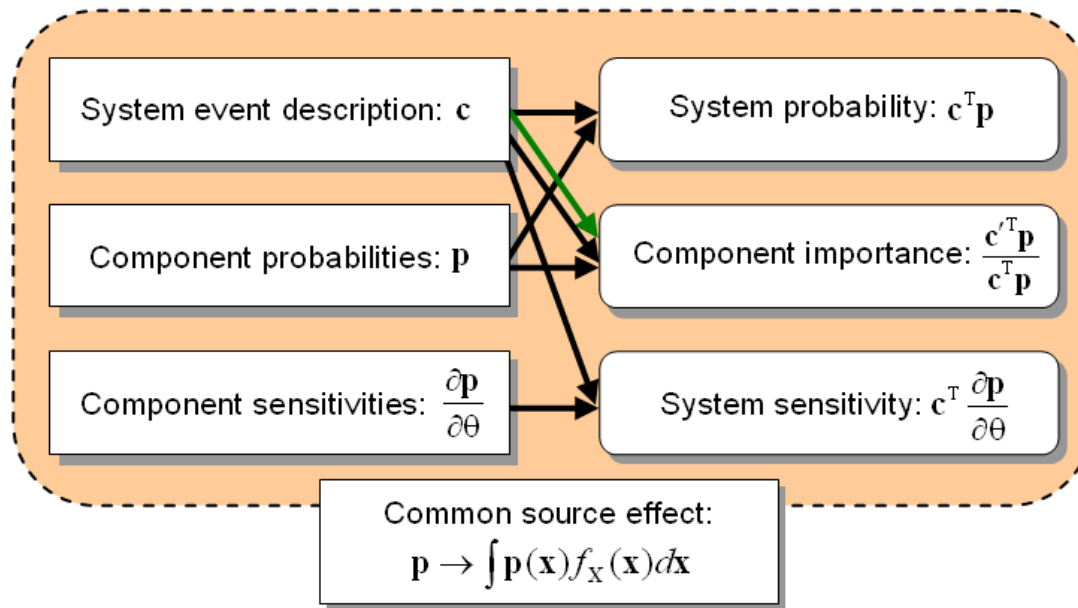 System event description: c
System probability: cᵀp
Component probabilities: p
Component importance: c′ᵀp / cᵀp
Component sensitivities: ∂p/∂θ
System sensitivity: cᵀ ∂p/∂θ
Common source effect:
p → ∫ p(x) f_X(x) dx